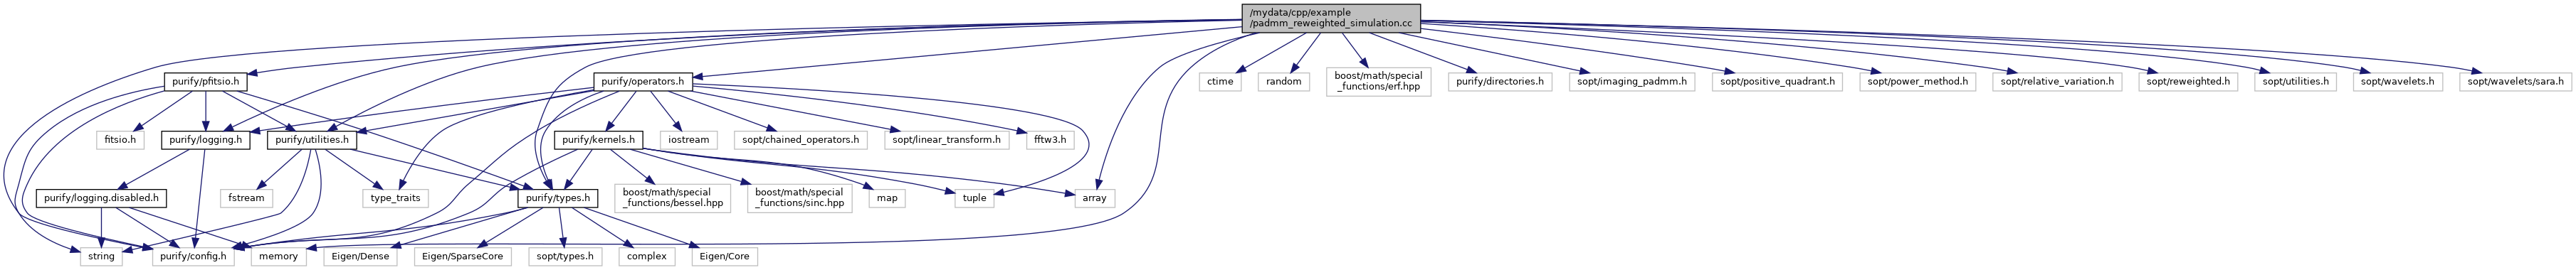 /mydata/cpp/example
/padmm_reweighted_simulation.cc
purify/pfitsio.h
purify/operators.h
ctime
random
boost/math/special
_functions/erf.hpp
purify/directories.h
sopt/imaging_padmm.h
sopt/positive_quadrant.h
sopt/power_method.h
sopt/relative_variation.h
sopt/reweighted.h
sopt/utilities.h
sopt/wavelets.h
sopt/wavelets/sara.h
fitsio.h
purify/logging.h
purify/utilities.h
purify/kernels.h
iostream
sopt/chained_operators.h
sopt/linear_transform.h
fftw3.h
purify/logging.disabled.h
fstream
type_traits
purify/types.h
boost/math/special
_functions/bessel.hpp
boost/math/special
_functions/sinc.hpp
map
tuple
array
string
purify/config.h
memory
Eigen/Dense
Eigen/SparseCore
sopt/types.h
complex
Eigen/Core